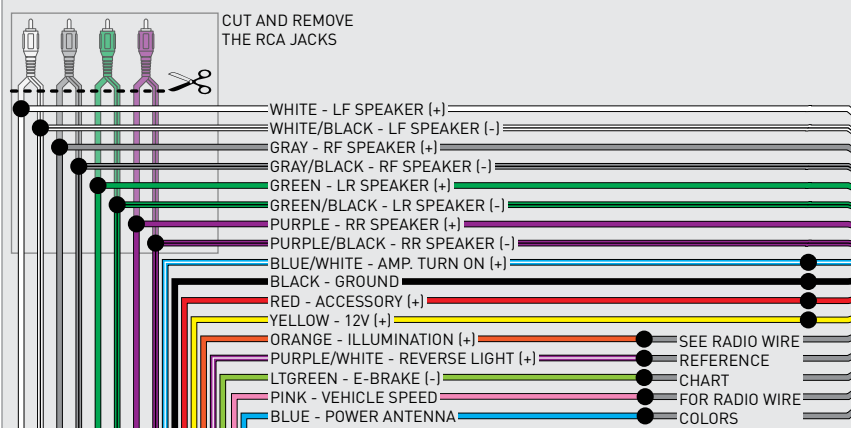 CUT AND REMOVE
THE RCA JACKS
WHITE - LF SPEAKER (+)
WHITE/BLACK - LF SPEAKER (-)
GRAY - RF SPEAKER (+)
GRAY/BLACK - RF SPEAKER (-)
GREEN - LR SPEAKER (+)
GREEN/BLACK - LR SPEAKER (-)
PURPLE - RR SPEAKER (+)
PURPLE/BLACK - RR SPEAKER (-)
BLUE/WHITE - AMP. TURN ON (+)
BLACK - GROUND
RED - ACCESSORY (+)
YELLOW - 12V (+)
ORANGE - ILLUMINATION (+)
SEE RADIO WIRE
PURPLE/WHITE - REVERSE LIGHT (+)
REFERENCE
LTGREEN - E-BRAKE (-)
CHART
PINK - VEHICLE SPEED
FOR RADIO WIRE
BLUE - POWER ANTENNA
COLORS